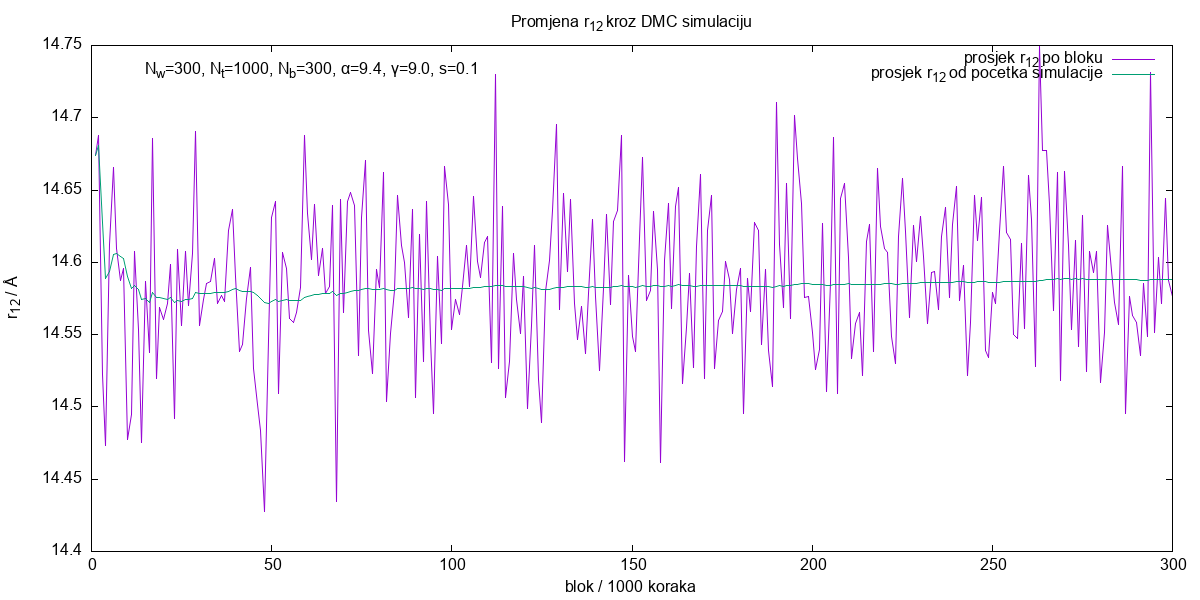 Promjena r12 kroz DMC simulaciju
Nw=300, Nt=1000, Nb=300, α=9.4, γ=9.0, s=0.1
prosjek r12 po bloku
prosjek r12 od pocetka simulacije
14.75
14.7
14.65
14.6
14.55
14.5
14.45
14.4
r12 / Å
0 50 100 150 200 250 300
blok / 1000 koraka